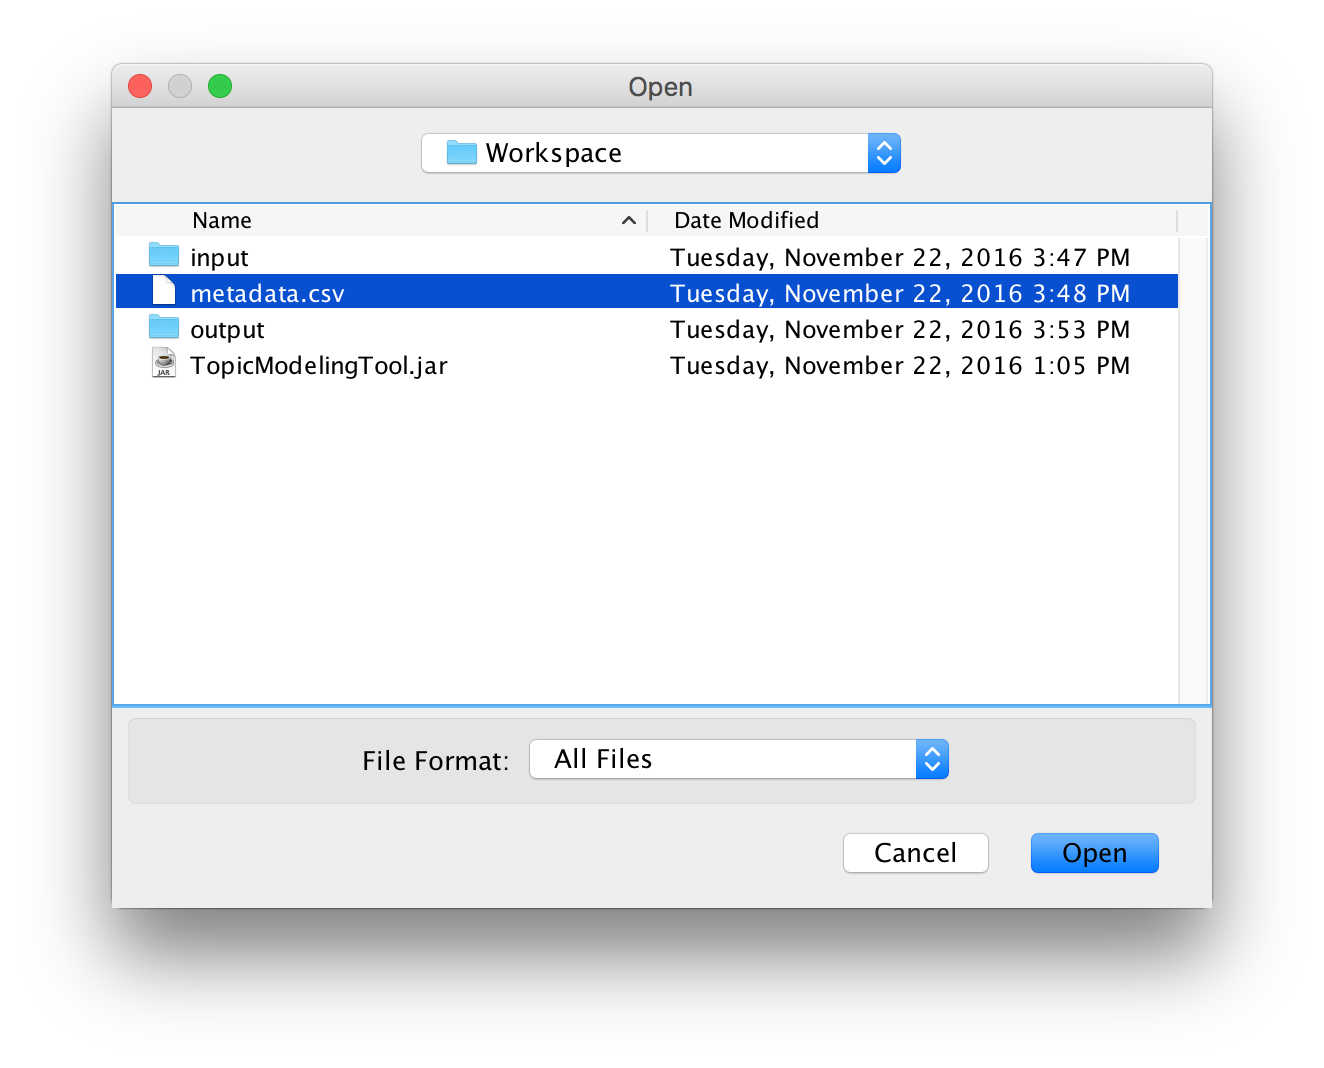 Open
Workspace
Name Date Modified
input Tuesday, November 22, 2016 3:47 PM
metadata.csv Tuesday, November 22, 2016 3:48 PM
output Tuesday, November 22, 2016 3:53 PM
JAR TopicModelingTool.jar Tuesday, November 22, 2016 1:05 PM
File Format: All Files
Cancel Open